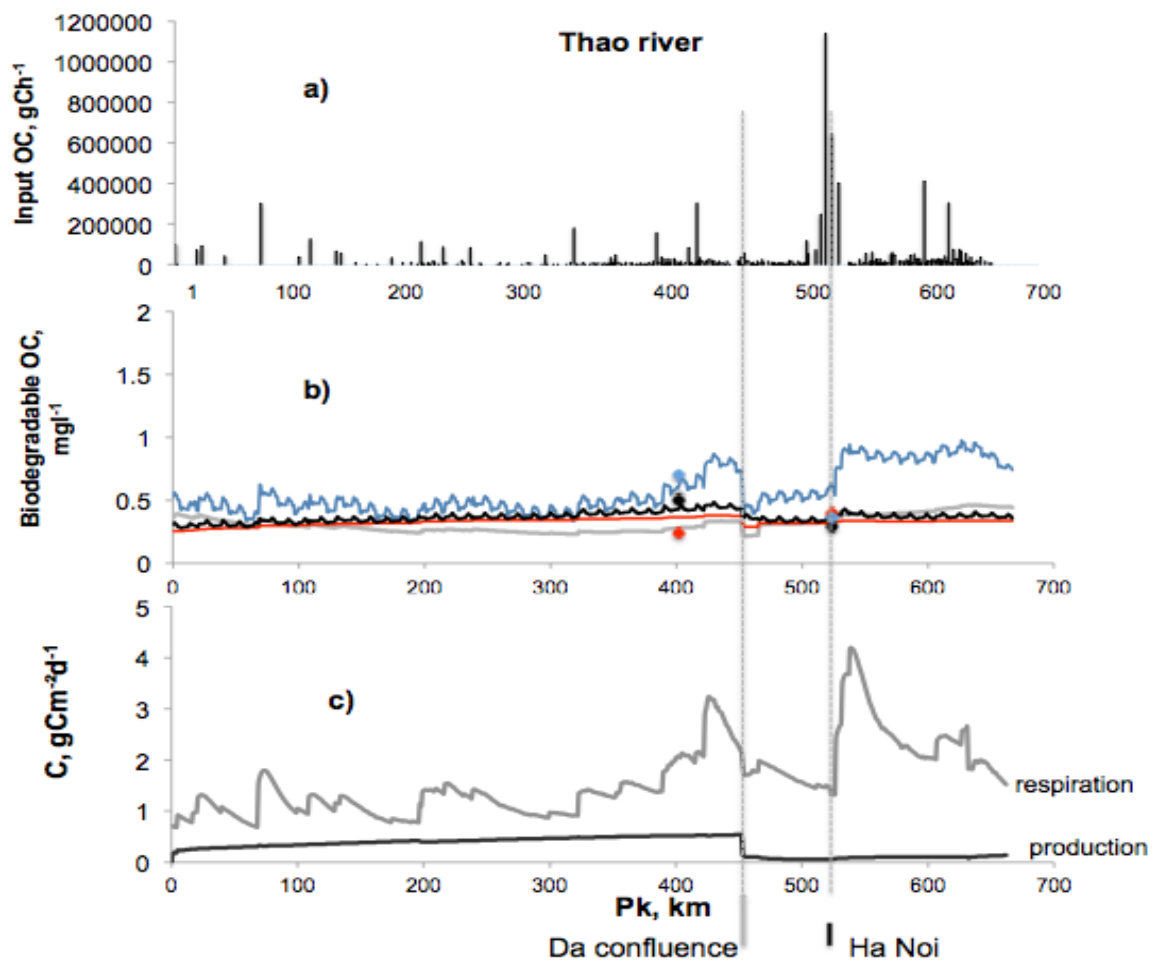 Thao river
a)
Input OC, gCh-1
1200000
1000000
800000
600000
400000
200000
0
1 100 200 300 400 500 600 700
b)
Biodegradable OC,
mgl-1
2
1.5
1
0.5
0
0 100 200 300 400 500 600 700
c)
C, gCm-2d-1
5
4
3
2
1
0
respiration
production
0 100 200 300 400 500 600 700
Pk, km
Da confluence
Ha Noi